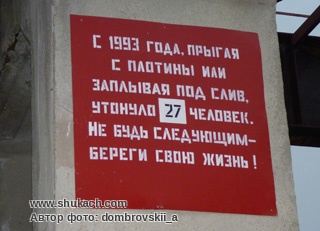 С 1993 ГОДА, ПРЫГАЯ
С ПЛОТИНЫ ИЛИ
ЗАПЛЫВАЯ ПОД СЛИВ,
УТОНУЛО 27 ЧЕЛОВЕК.
НЕ БУДЬ СЛЕДУЮЩИМ-
БЕРЕГИ СВОЮ ЖИЗНЬ!
www.shukach.com
Автор фото: dombrovskii_a